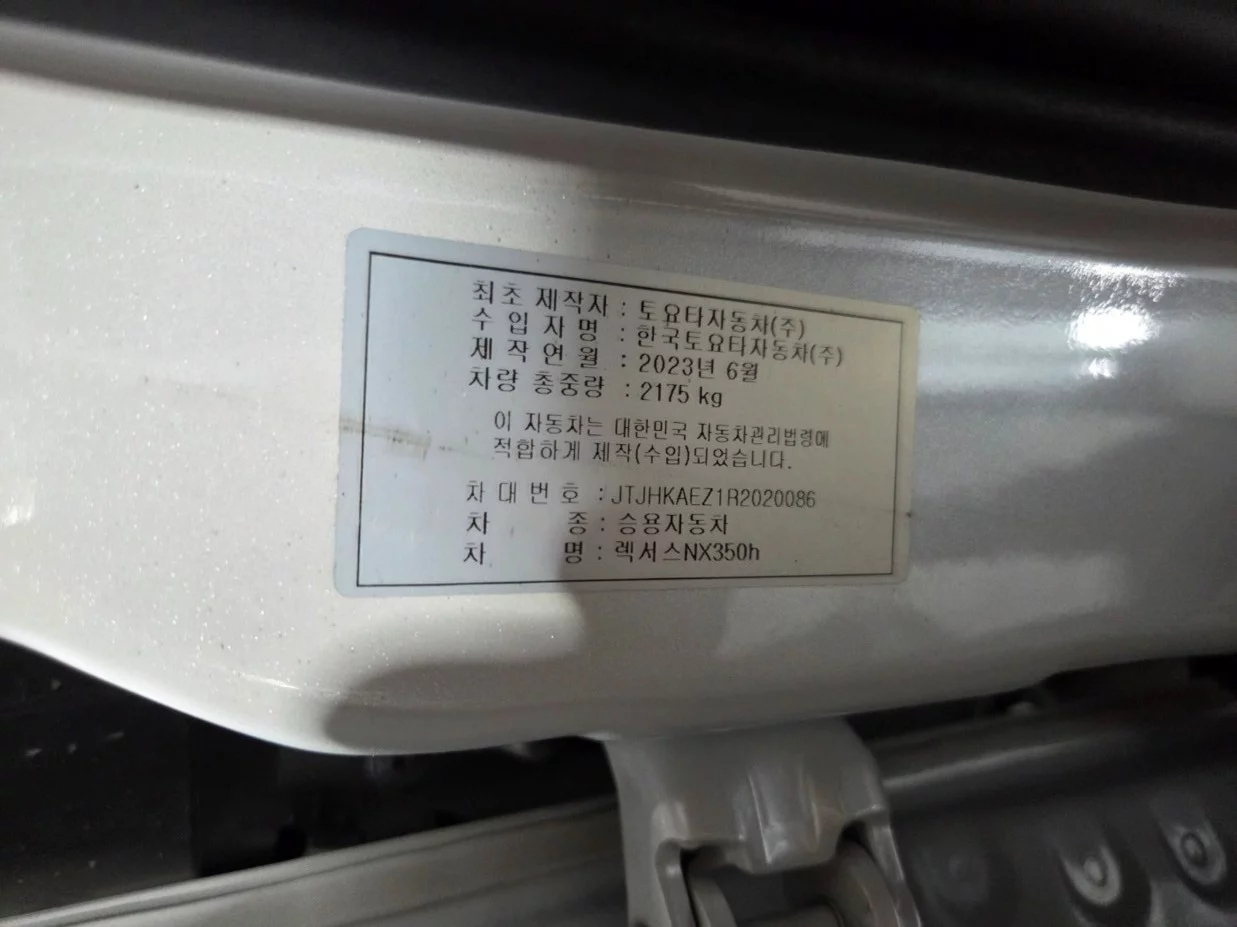 최초 제작자 : 토요타자동차(주)
수 입 자 명 : 한국토요타자동차(주)
제 작 연 월 : 2023년 6월
차량 총중량 : 2175 kg
이 자동차는 대한민국 자동차관리법령에
적합하게 제작(수입)되었습니다.
차 대 번 호 : JTJHKAEZ1R2020086
차 종 : 승용자동차
차 명 : 렉서스NX350h